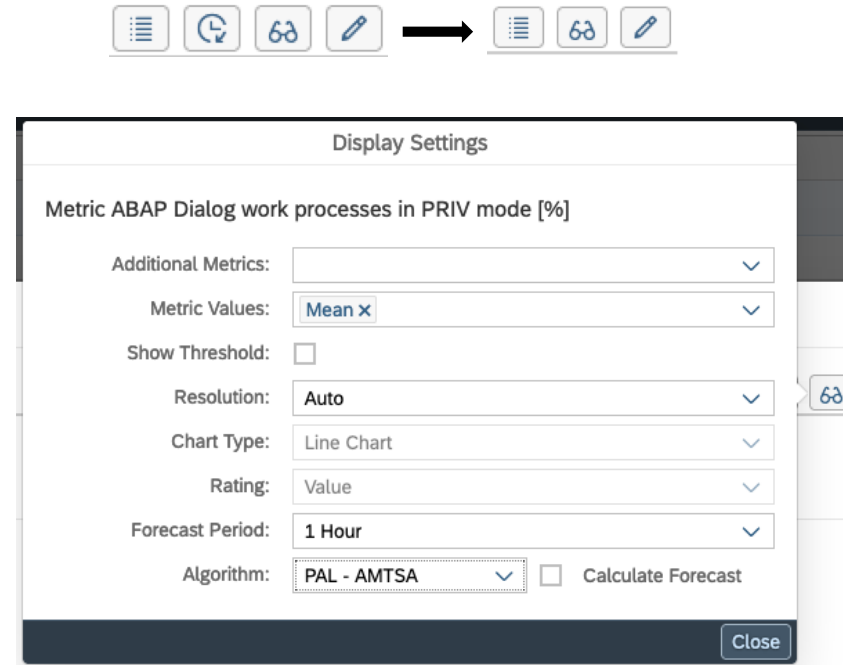 Display Settings
Metric ABAP Dialog work processes in PRIV mode [%]
Additional Metrics:
Metric Values: Mean ×
Show Threshold:
Resolution: Auto
Chart Type: Line Chart
Rating: Value
Forecast Period: 1 Hour
Algorithm: PAL - AMTSA Calculate Forecast
Close